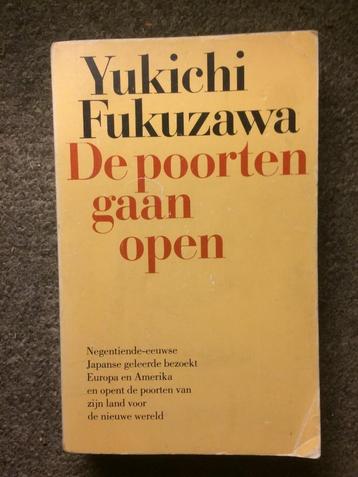 Yukichi
Fukuzawa
De poorten
gaan
open
Negentiende-eeuwse
Japanse geleerde bezoekt
Europa en Amerika
en opent de poorten van
zijn land voor
de nieuwe wereld